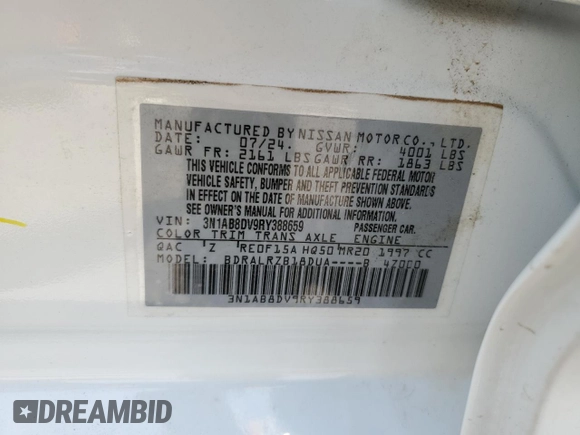 MANUFACTURED BY NISSAN MOTOR CO., LTD.
DATE: 07/24. GVWR: 4001 LBS
GAWR FR: 2161 LBS GAWR RR: 1863 LBS
THIS VEHICLE CONFORMS TO ALL APPLICABLE FEDERAL MOTOR
VEHICLE SAFETY, BUMPER AND THEFT PREVENTION STANDARDS
IN EFFECT ON THE DATE OF MANUFACTURE SHOWN ABOVE.
SEE OWNER'S MANUAL FOR ADDITIONAL INFORMATION.
VIN: 3N1AB8DV9RY388659 PASSENGER CAR.
COLOR TRIM TRANS AXLE ENGINE
QAC Z RE0F15A HQ50 MR20 1997 CC
MODEL: BDRALRZB18DUA----B 47000
3N1AB8DV9RY388659
DREAMBID